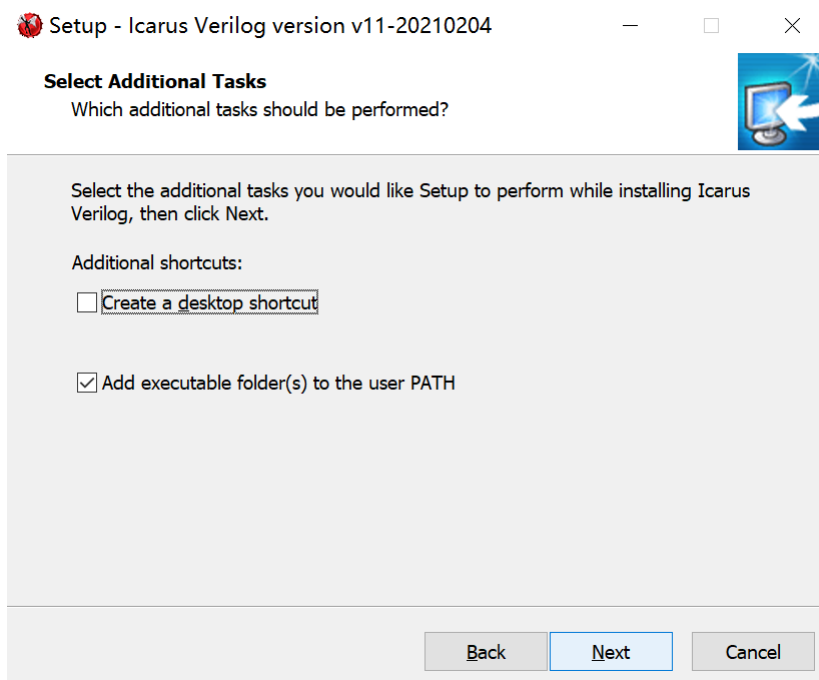 Setup - Icarus Verilog version v11-20210204
Select Additional Tasks
Which additional tasks should be performed?
Select the additional tasks you would like Setup to perform while installing Icarus
Verilog, then click Next.
Additional shortcuts:
Create a desktop shortcut
Add executable folder(s) to the user PATH
Back Next Cancel